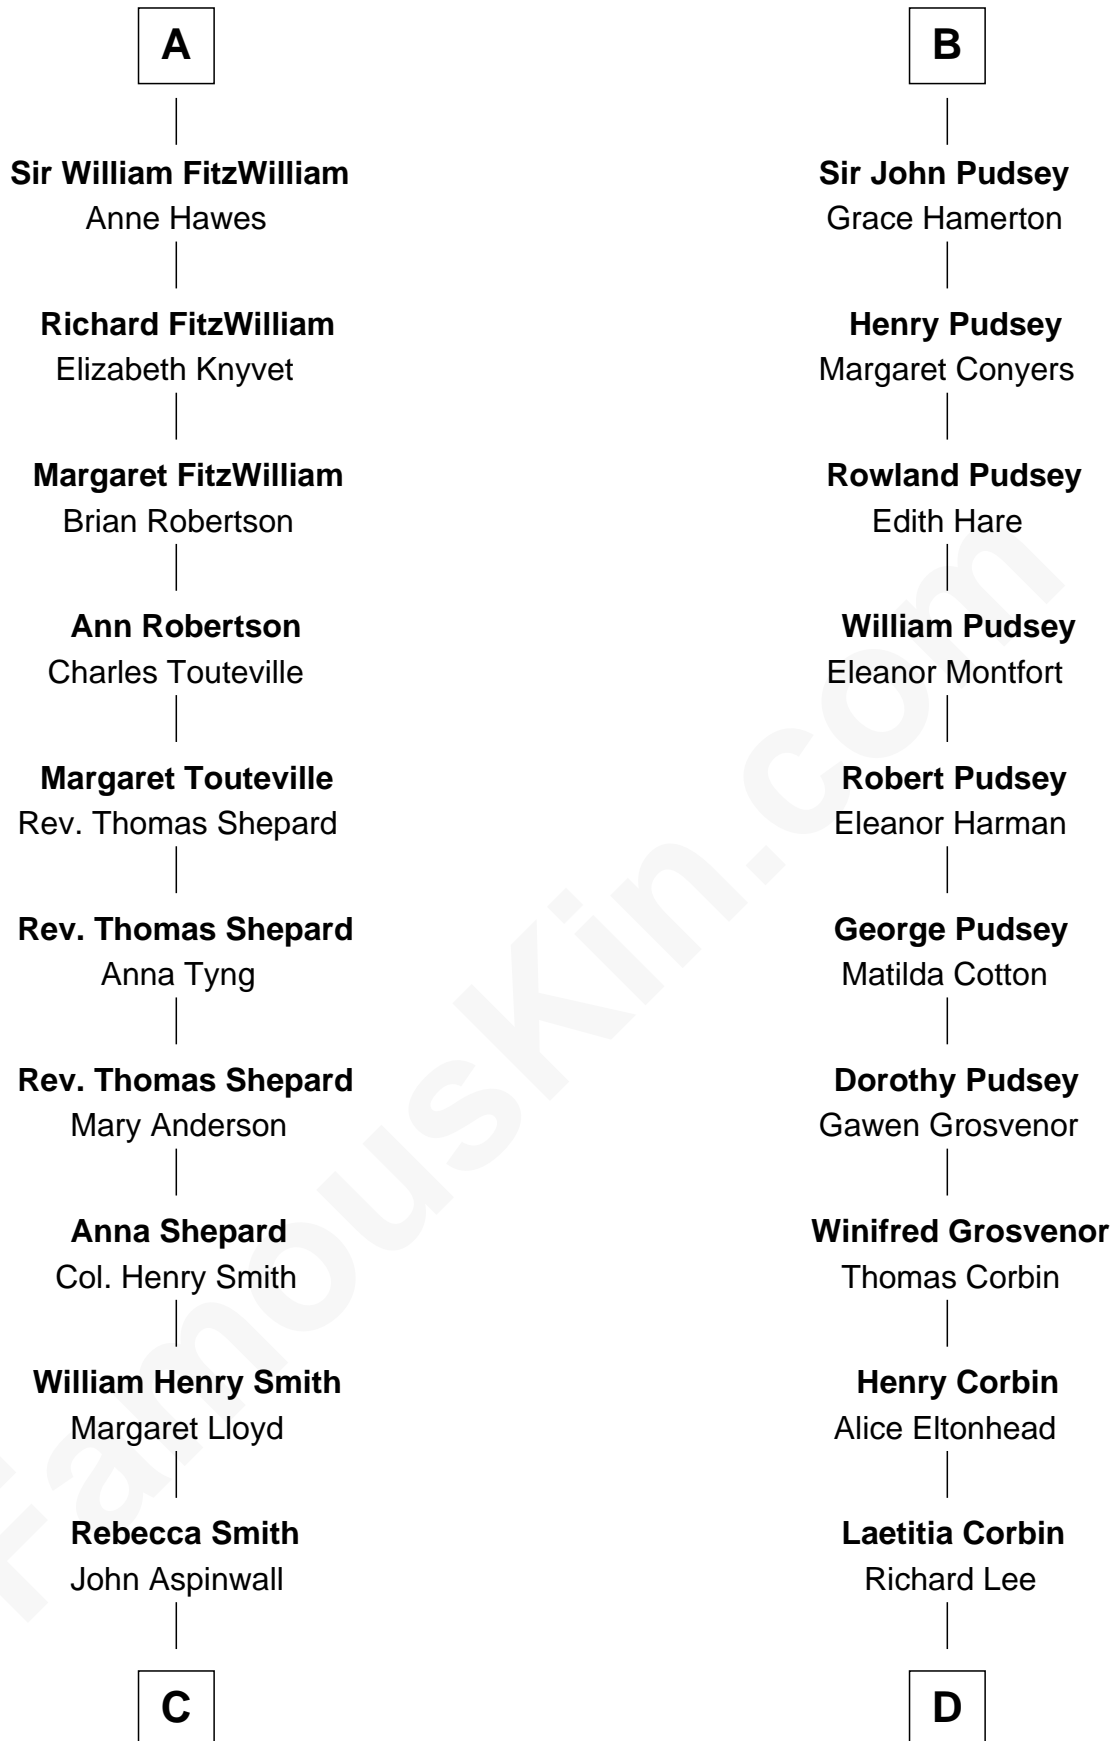 A
Sir William FitzWilliam
Anne Hawes
Richard FitzWilliam
Elizabeth Knyvet
Margaret FitzWilliam
Brian Robertson
Ann Robertson
Charles Touteville
Margaret Touteville
Rev. Thomas Shepard
Rev. Thomas Shepard
Anna Tyng
Rev. Thomas Shepard
Mary Anderson
Anna Shepard
Col. Henry Smith
William Henry Smith
Margaret Lloyd
Rebecca Smith
John Aspinwall
C
B
Sir John Pudsey
Grace Hamerton
Henry Pudsey
Margaret Conyers
Rowland Pudsey
Edith Hare
William Pudsey
Eleanor Montfort
Robert Pudsey
Eleanor Harman
George Pudsey
Matilda Cotton
Dorothy Pudsey
Gawen Grosvenor
Winifred Grosvenor
Thomas Corbin
Henry Corbin
Alice Eltonhead
Laetitia Corbin
Richard Lee
D
FamousKin.com